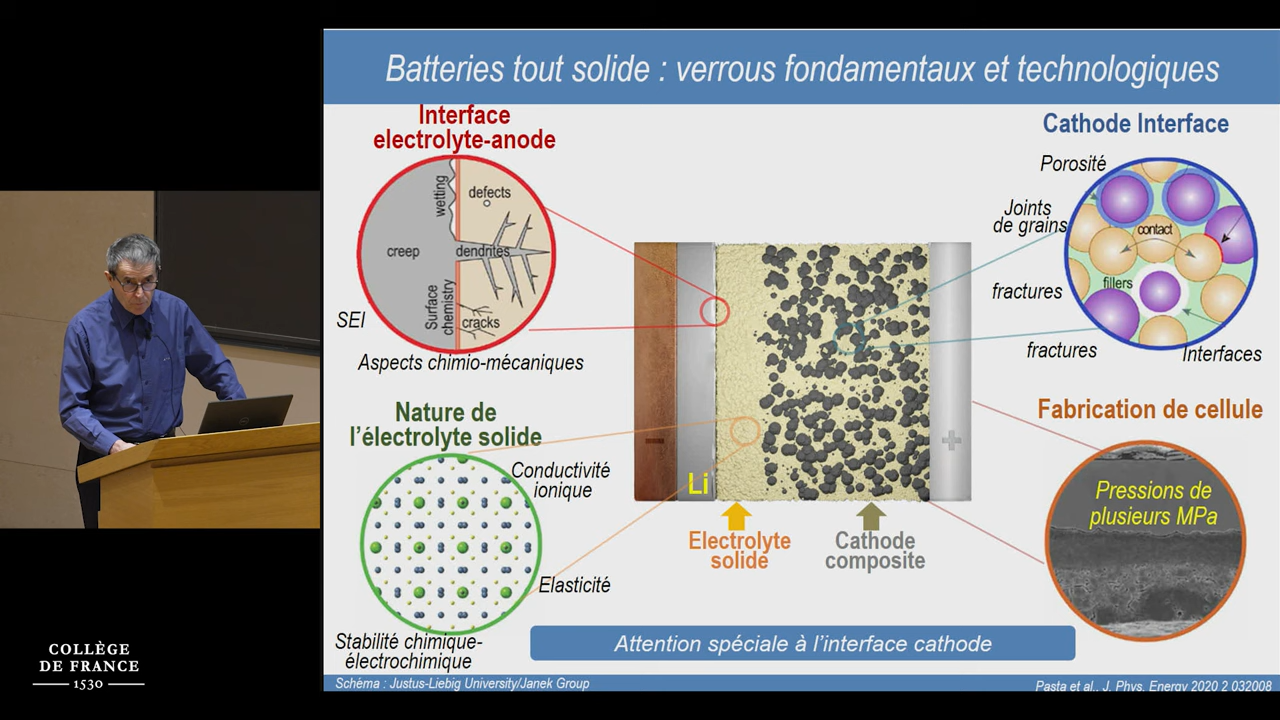 Batteries tout solide : verrous fondamentaux et technologiques
Interface
electrolyte-anode
wetting
defects
creep
dendrites
Surface
chemistry
cracks
SEI
Aspects chimio-mécaniques
Nature de
l'électrolyte solide
Conductivité
ionique
Elasticité
Stabilité chimique-
électrochimique
-
Li
+
Electrolyte
solide
Cathode
composite
Cathode Interface
Porosité
Joints
de grains
contact
fillers
fractures
fractures
Interfaces
Fabrication de cellule
Pressions de
plusieurs MPa
Attention spéciale à l'interface cathode
Schéma : Justus-Liebig University/Janek Group
Pasta et al., J. Phys. Energy 2020 2 032008
COLLÈGE
DE FRANCE
1530